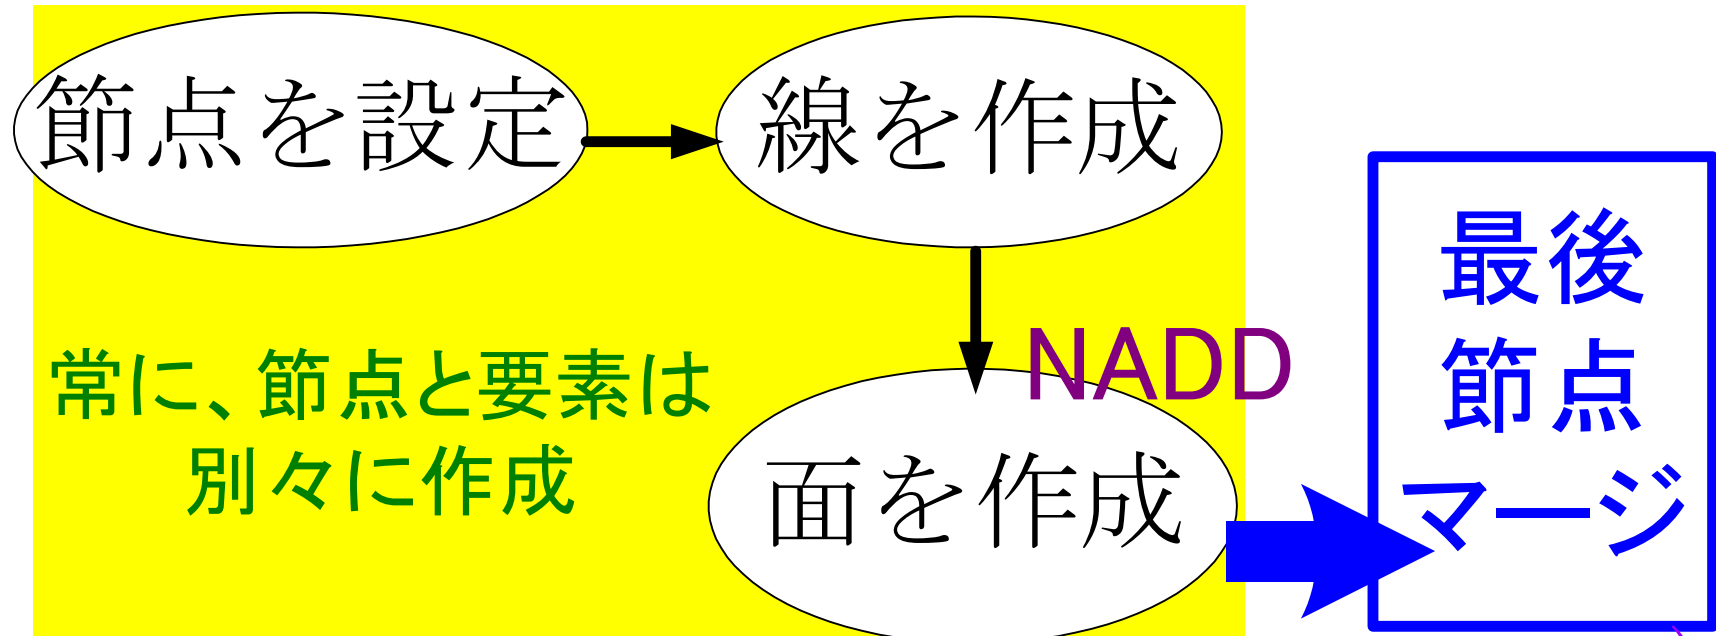 節点を設定
線を作成
NADD
面を作成
常に、節点と要素は
別々に作成
最後
節点
マージ